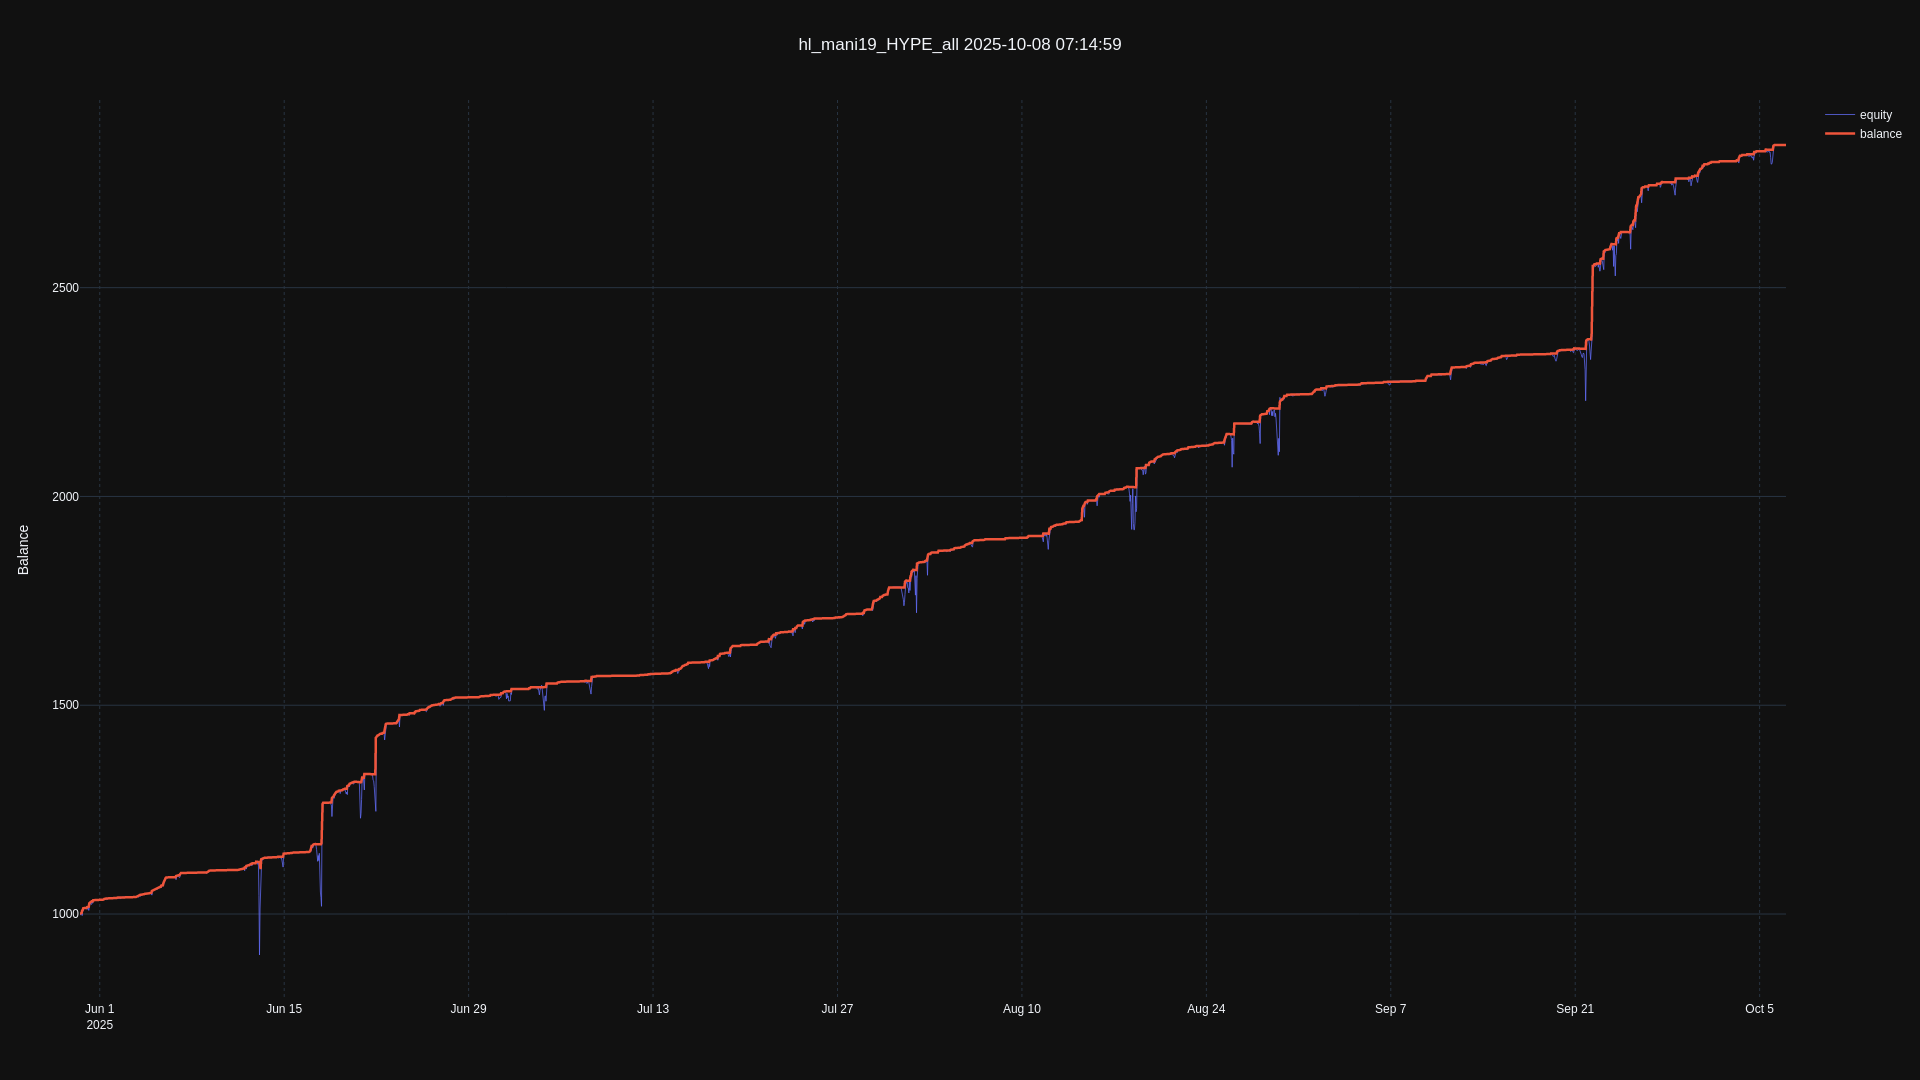 hl_mani19_HYPE_all 2025-10-08 07:14:59
equity
balance
2500
2000
1500
1000
Balance
Jun 1
2025
Jun 15
Jun 29
Jul 13
Jul 27
Aug 10
Aug 24
Sep 7
Sep 21
Oct 5